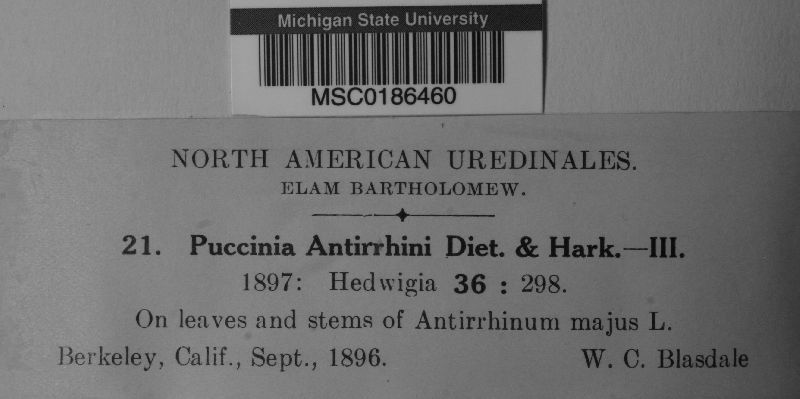 Michigan State University
MSC0186460
NORTH AMERICAN UREDINALES.
ELAM BARTHOLOMEW.
21. Puccinia Antirrhini Diet. & Hark.—III.
1897: Hedwigia 36 : 298.
On leaves and stems of Antirrhinum majus L.
Berkeley, Calif., Sept., 1896. W. C. Blasdale